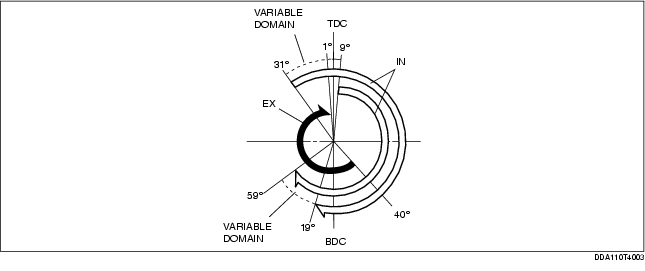 VARIABLE
DOMAIN
TDC
1°
9°
31°
IN
EX
59°
VARIABLE
DOMAIN
19°
BDC
40°
DDA110T4003